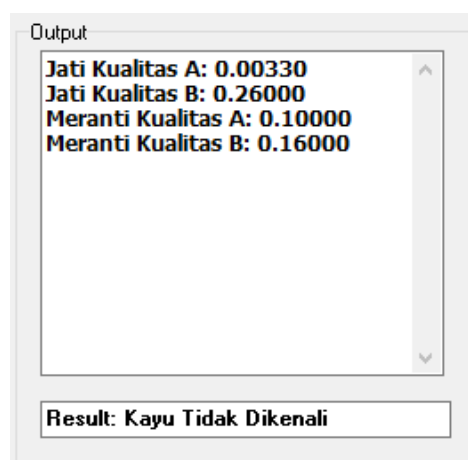 Output
Jati Kualitas A: 0.00330
Jati Kualitas B: 0.26000
Meranti Kualitas A: 0.10000
Meranti Kualitas B: 0.16000
Result: Kayu Tidak Dikenali